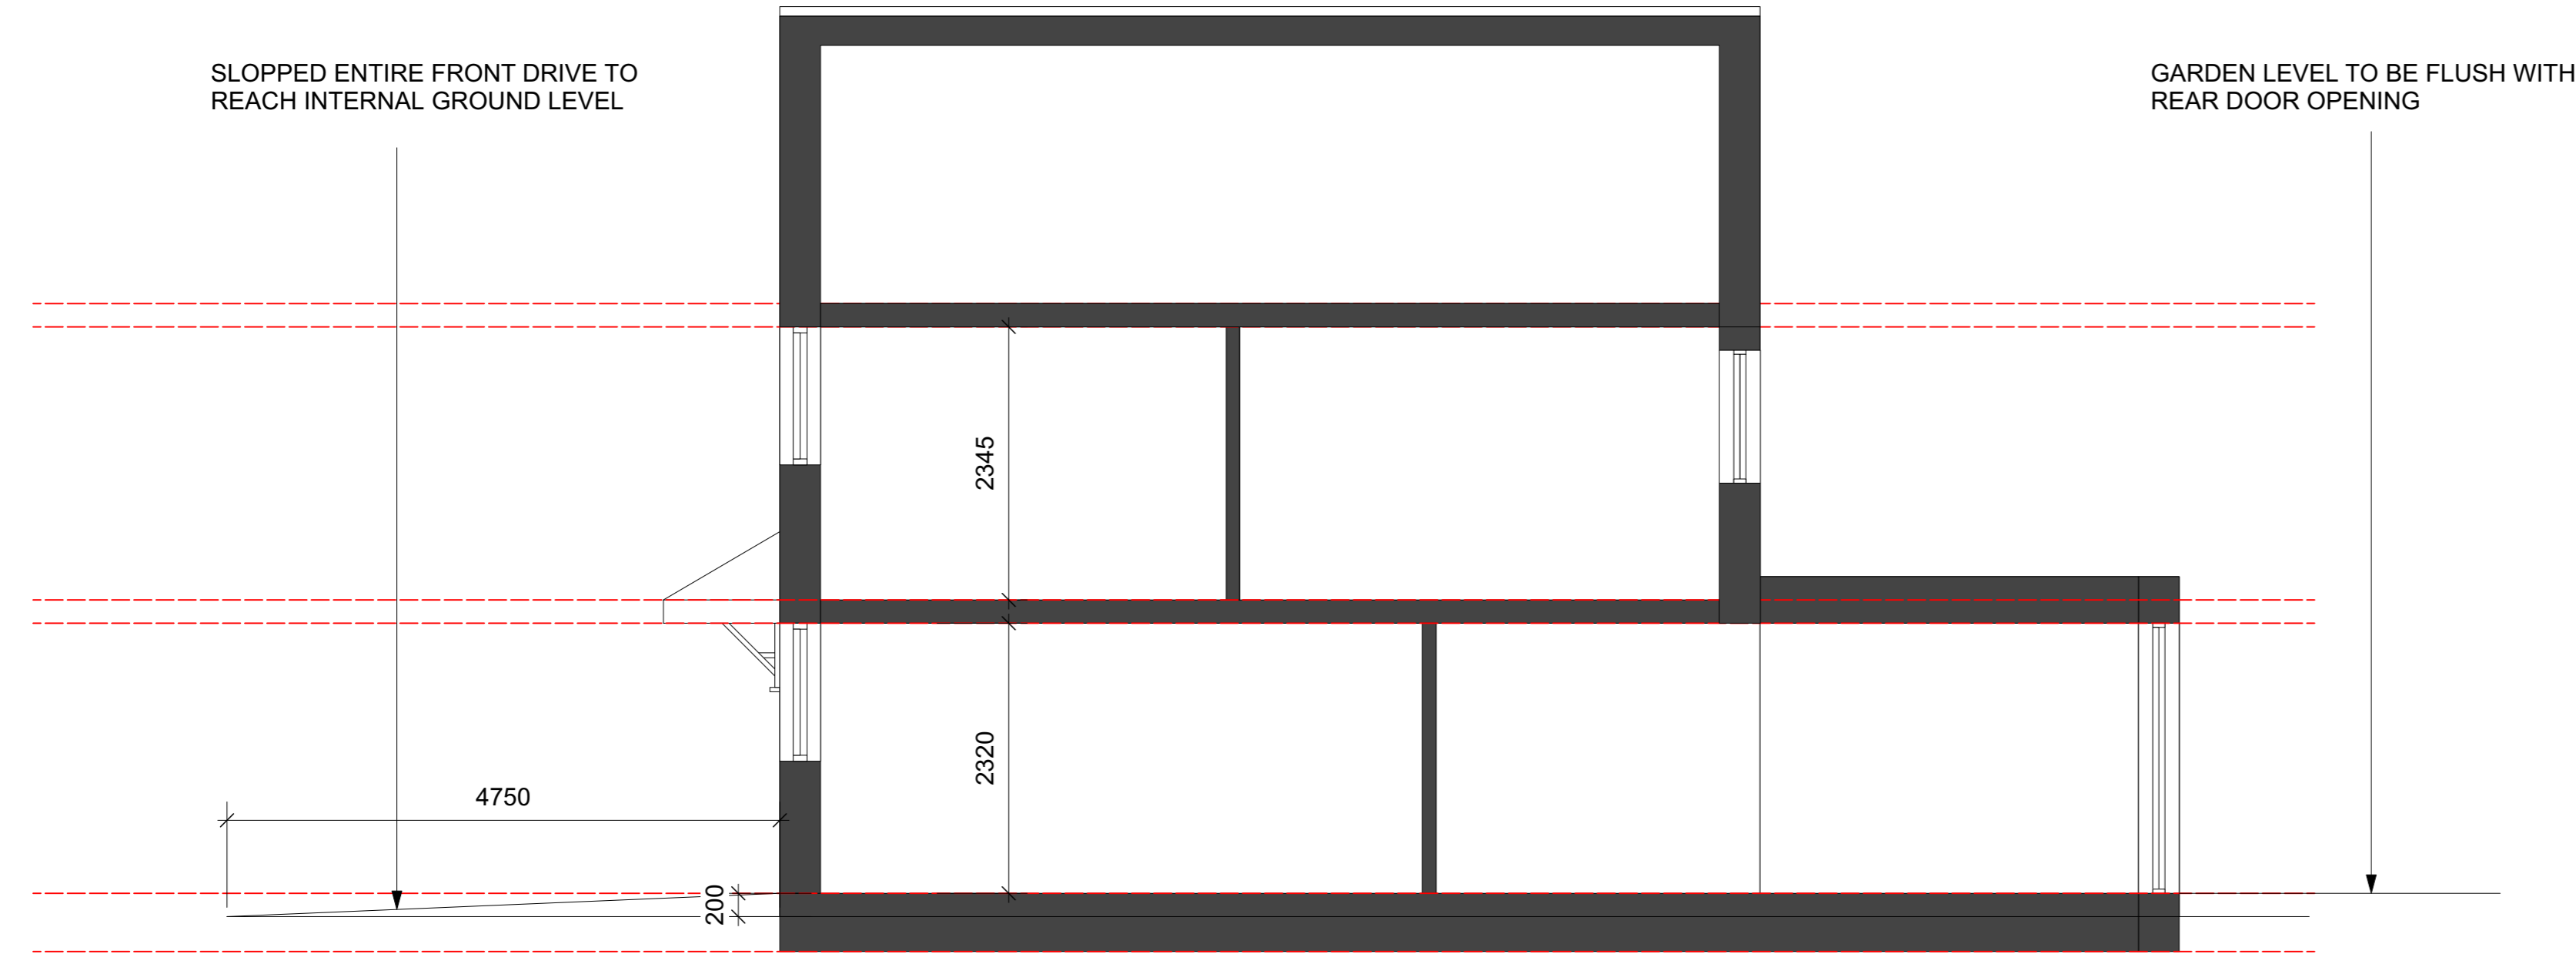 SLOPPED ENTIRE FRONT DRIVE TO
REACH INTERNAL GROUND LEVEL
GARDEN LEVEL TO BE FLUSH WITH
REAR DOOR OPENING
2345
2320
4750
200